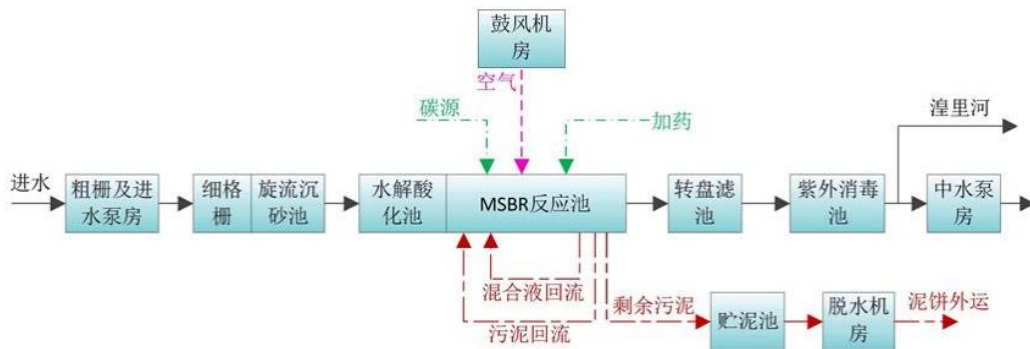 鼓风机
房
空气
碳源
加药
湟里河
进水
粗栅及进
水泵房
细格
栅
旋流沉
砂池
水解酸
化池
MSBR反应池
转盘滤
池
紫外消毒
池
中水泵
房
混合液回流
污泥回流
剩余污泥
贮泥池
脱水机
房
泥饼外运